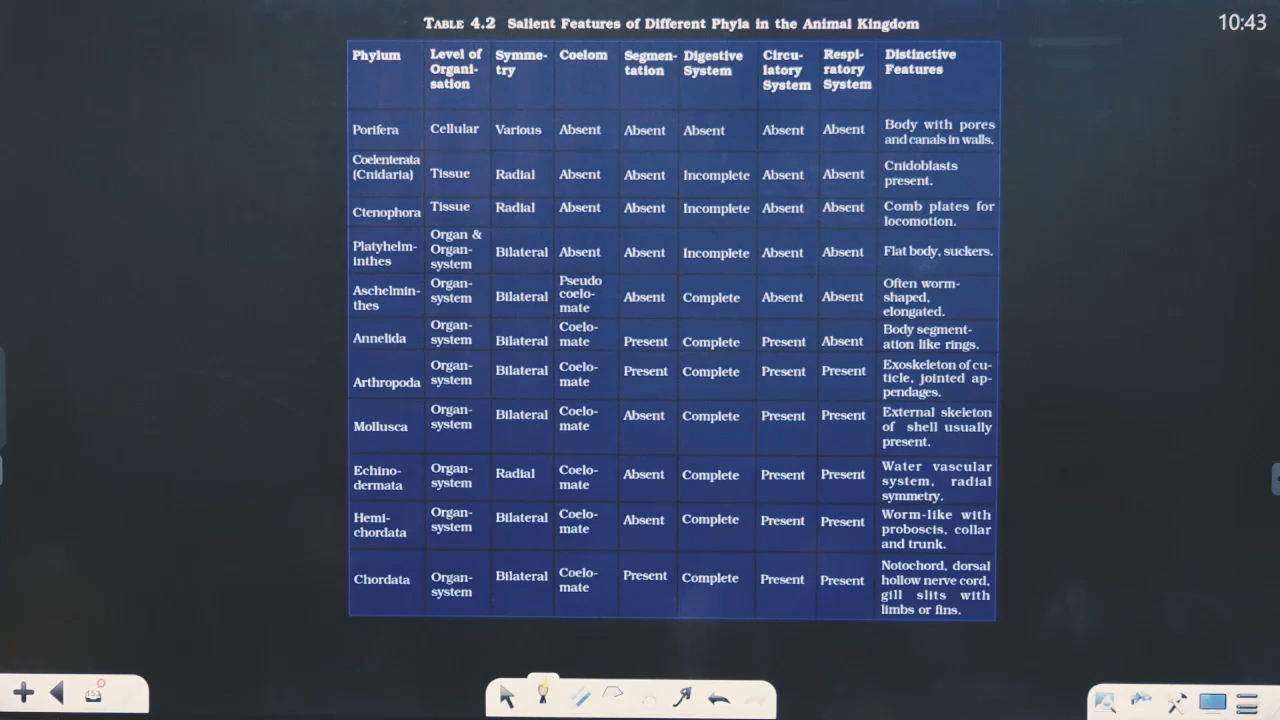 TABLE 4.2 Salient Features of Different Phyla in the Animal Kingdom
10:43
Phylum Level of Organi- sation Symme- try Coelom Segmen- tation Digestive System Circu- latory System Respi- ratory System Distinctive Features
Porifera Cellular Various Absent Absent Absent Absent Absent Body with pores and canals in walls.
Coelenterata (Cnidaria) Tissue Radial Absent Absent Incomplete Absent Absent Cnidoblasts present.
Ctenophora Tissue Radial Absent Absent Incomplete Absent Absent Comb plates for locomotion.
Platyhelm- inthes Organ & Organ- system Bilateral Absent Absent Incomplete Absent Absent Flat body, suckers.
Aschelmin- thes Organ- system Bilateral Pseudo coelo- mate Absent Complete Absent Absent Often worm- shaped, elongated.
Annelida Organ- system Bilateral Coelo- mate Present Complete Present Absent Body segment- ation like rings.
Arthropoda Organ- system Bilateral Coelo- mate Present Complete Present Present Exoskeleton of cu- ticle, jointed ap- pendages.
Mollusca Organ- system Bilateral Coelo- mate Absent Complete Present Present External skeleton of shell usually present.
Echino- dermata Organ- system Radial Coelo- mate Absent Complete Present Present Water vascular system, radial symmetry.
Hemi- chordata Organ- system Bilateral Coelo- mate Absent Complete Present Present Worm-like with proboscis, collar and trunk.
Chordata Organ- system Bilateral Coelo- mate Present Complete Present Present Notochord, dorsal hollow nerve cord, gill slits with limbs or fins.
153